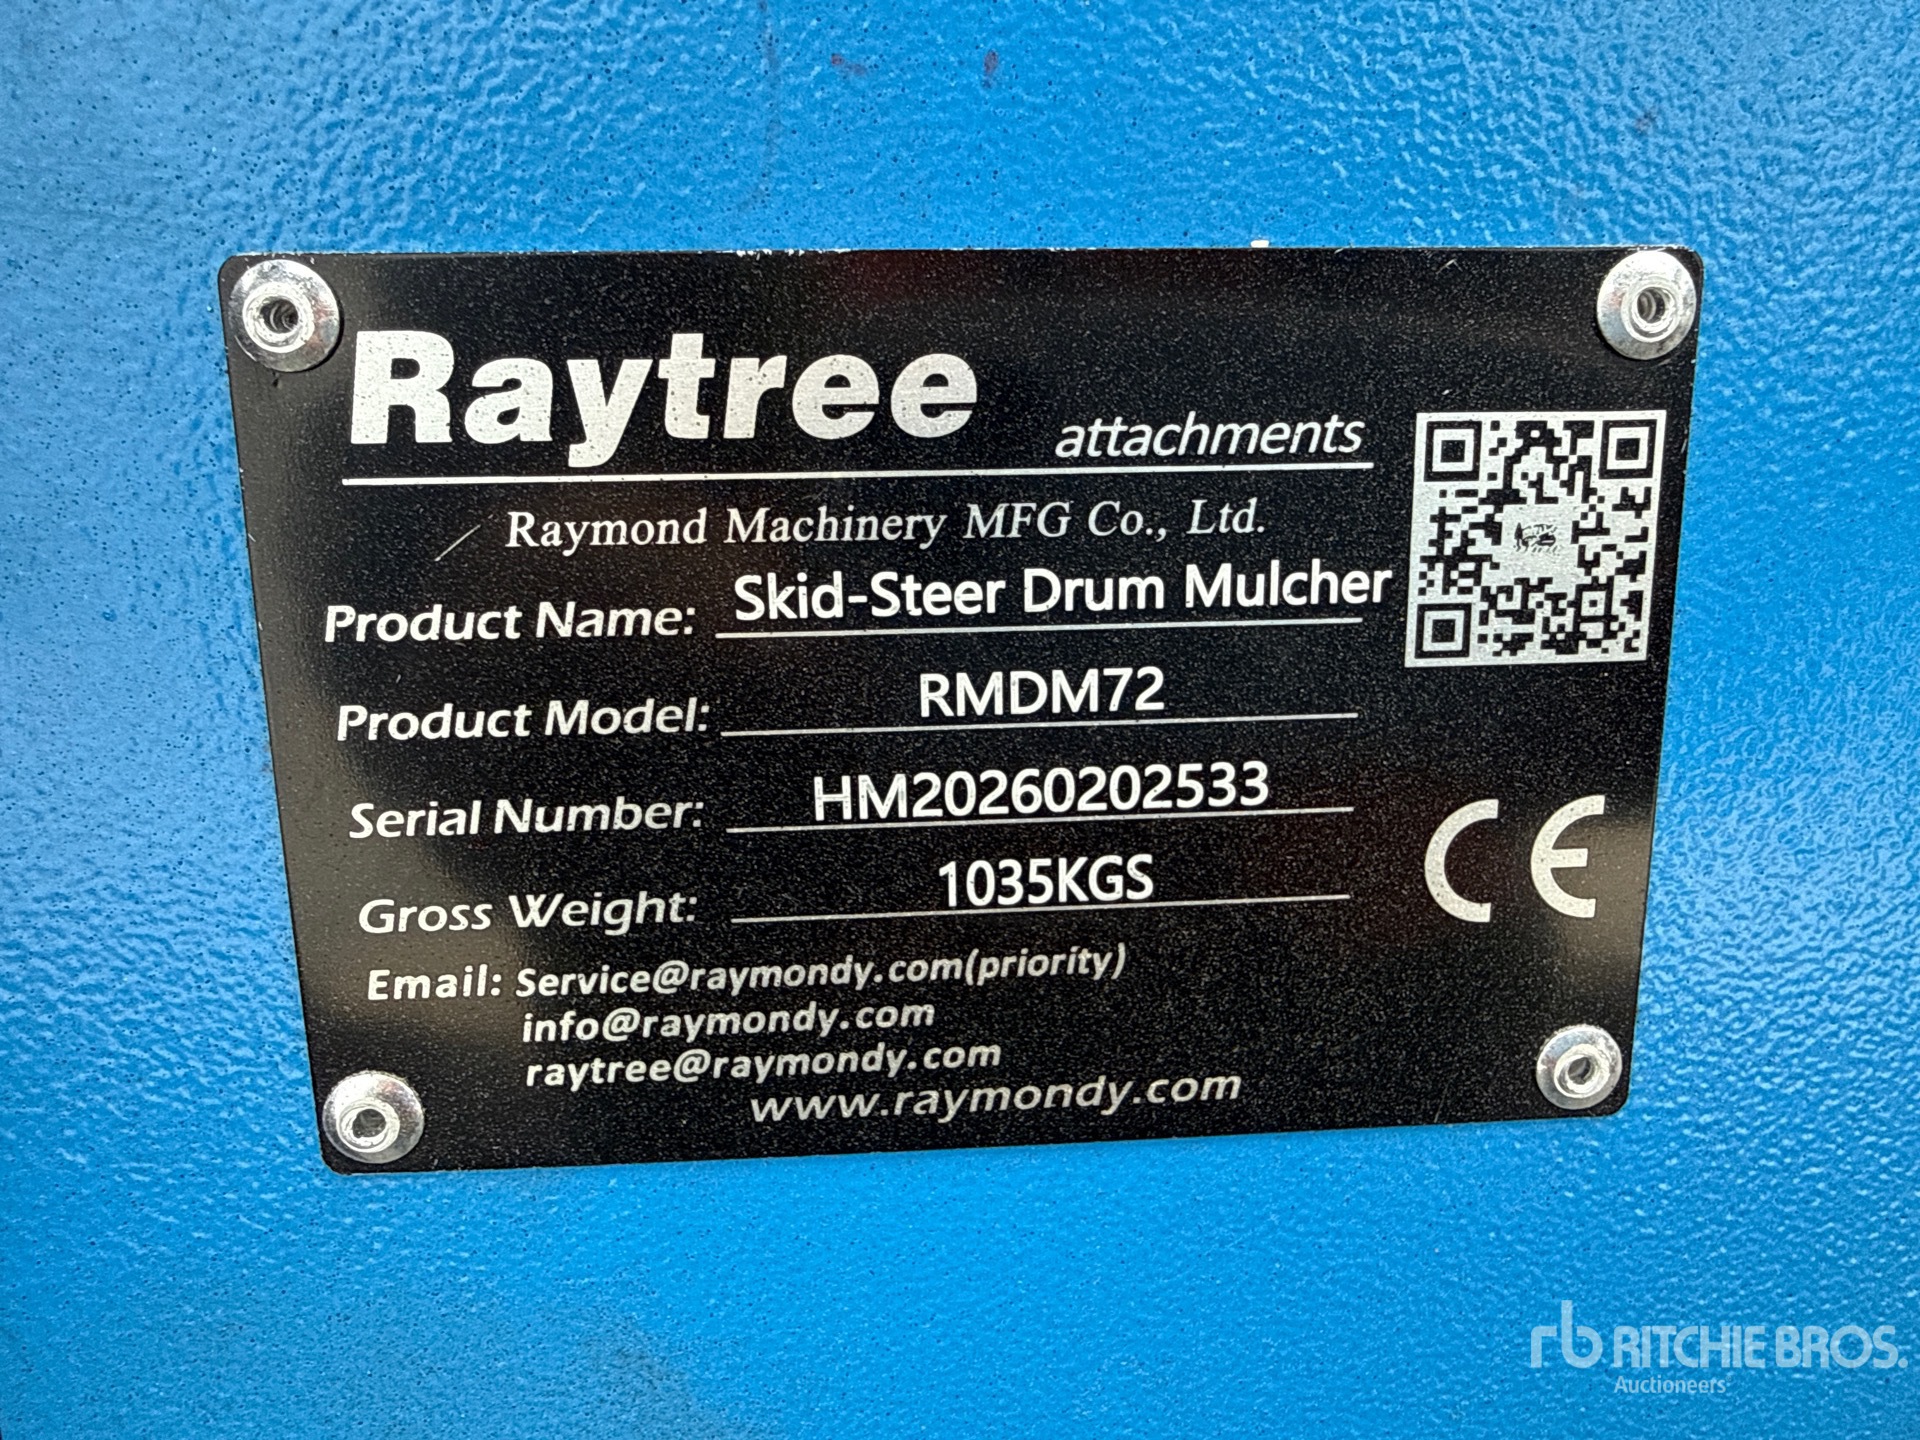 Raytree attachments
Raymond Machinery MFG Co., Ltd.
Product Name: Skid-Steer Drum Mulcher
Product Model: RMDM72
Serial Number: HM20260202533
Gross Weight: 1035KGS
CE
Email: Service@raymondy.com(priority)
info@raymondy.com
raytree@raymondy.com
www.raymondy.com
rb RITCHIE BROS.
Auctioneers